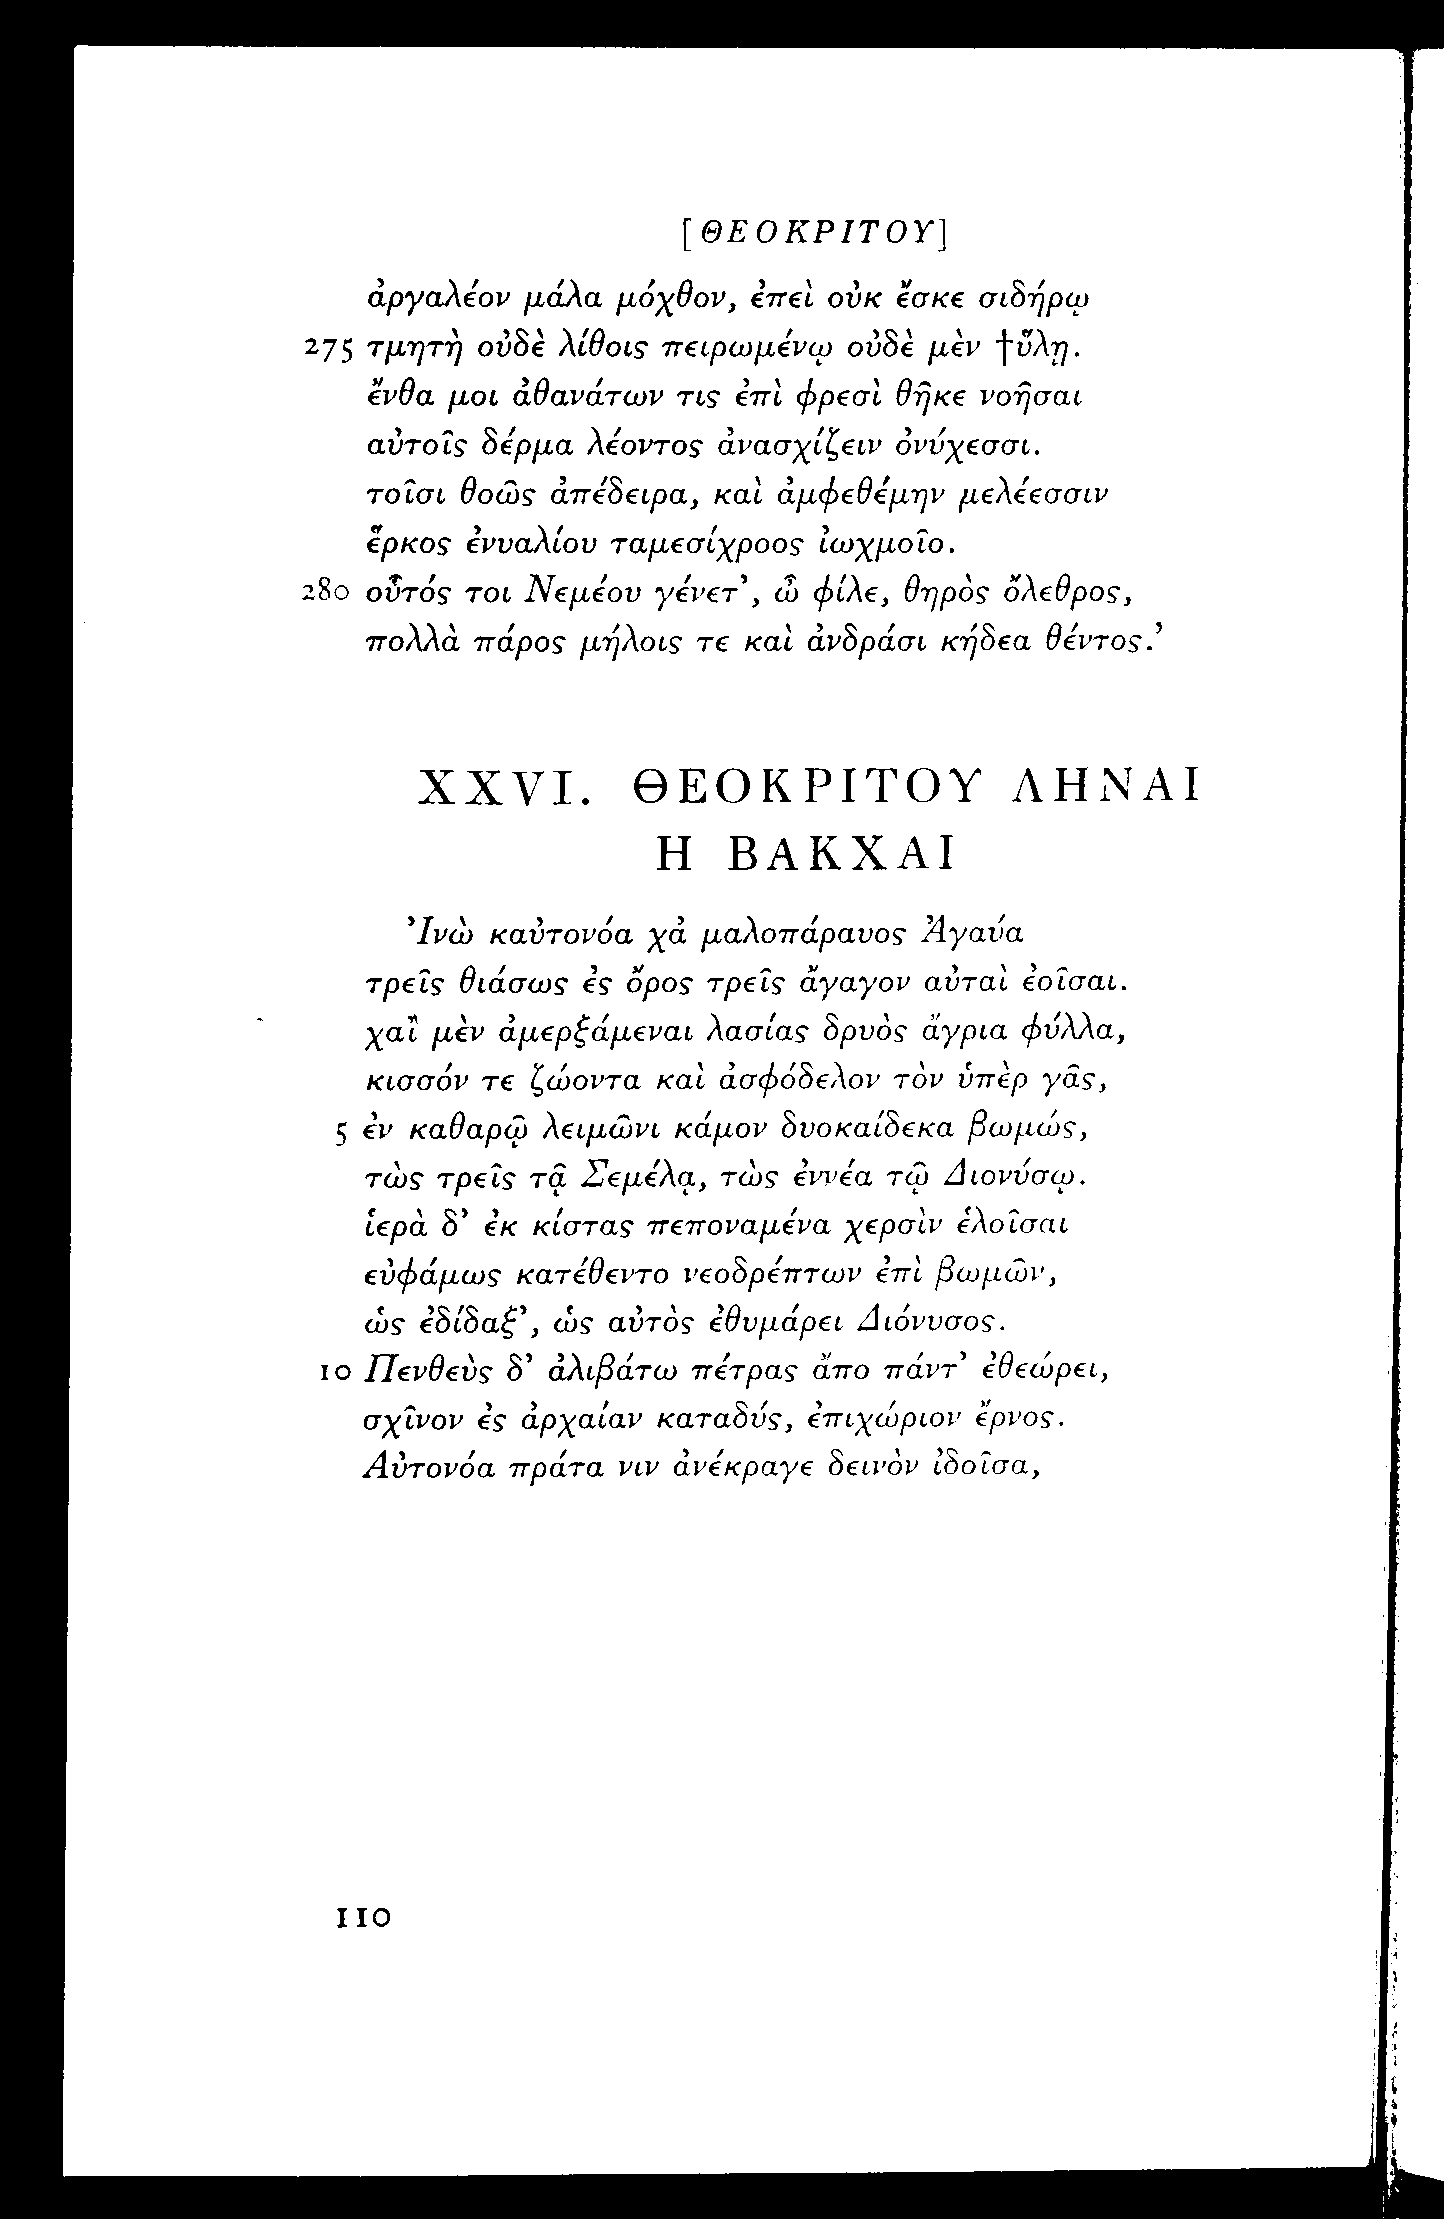 [ΘΕΟΚΡΙΤΟΥ]
ἀργαλέον μάλα μόχθον, ἐπεὶ οὐκ ἔσκε σιδήρῳ
275 τμητὴ οὐδὲ λίθοις πειρωμένῳ οὐδὲ μὲν †ὕλῃ.
ἔνθα μοι ἀθανάτων τις ἐπὶ φρεσὶ θῆκε νοῆσαι
αὐτοῖς δέρμα λέοντος ἀνασχίζειν ὀνύχεσσι.
τοῖσι θοῶς ἀπέδειρα, καὶ ἀμφεθέμην μελέεσσιν
ἕρκος ἐνυαλίου ταμεσίχροος ἰωχμοῖο.
280 οὗτός τοι Νεμέου γένετ’, ὦ φίλε, θηρὸς ὄλεθρος,
πολλὰ πάρος μήλοις τε καὶ ἀνδράσι κήδεα θέντος.’
XXVI. ΘΕΟΚΡΙΤΟΥ ΛΗΝΑΙ
Η ΒΑΚΧΑΙ
Ἰνὼ καὐτονόα χἀ μαλοπάραυος Ἀγαύα
τρεῖς θιάσως ἐς ὄρος τρεῖς ἄγαγον αὐταὶ ἐοῖσαι.
χαἲ μὲν ἀμερξάμεναι λασίας δρυὸς ἄγρια φύλλα,
κισσόν τε ζώοντα καὶ ἀσφόδελον τὸν ὑπὲρ γᾶς,
5 ἐν καθαρῷ λειμῶνι κάμον δυοκαίδεκα βωμώς,
τὼς τρεῖς τᾷ Σεμέλᾳ, τὼς ἐννέα τῷ Διονύσῳ.
ἱερὰ δ’ ἐκ κίστας πεποναμένα χερσὶν ἑλοῖσαι
εὐφάμως κατέθεντο νεοδρέπτων ἐπὶ βωμῶν,
ὡς ἐδίδαξ’, ὡς αὐτὸς ἐθυμάρει Διόνυσος.
10 Πενθεὺς δ’ ἀλιβάτω πέτρας ἄπο πάντ’ ἐθεώρει,
σχῖνον ἐς ἀρχαίαν καταδύς, ἐπιχώριον ἔρνος.
Αὐτονόα πράτα νιν ἀνέκραγε δεινὸν ἰδοῖσα,
110